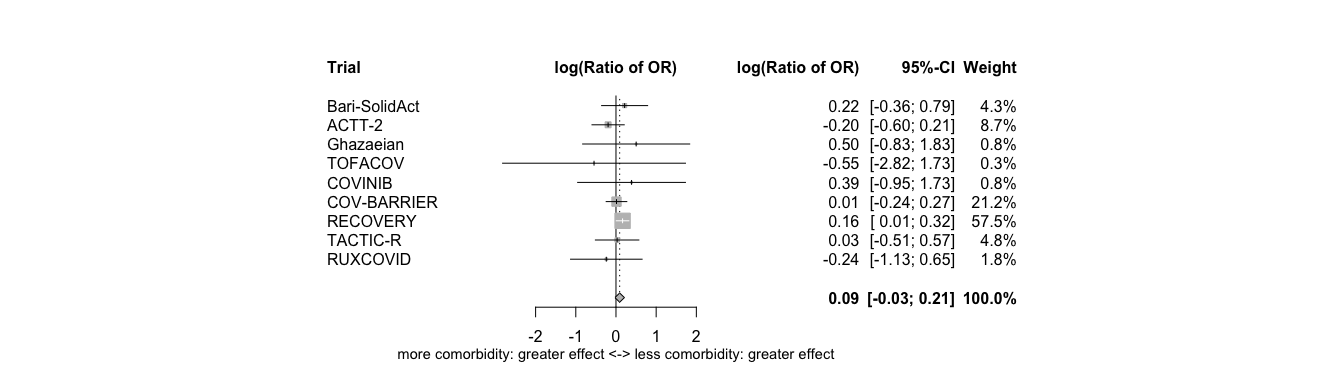 Trial log(Ratio of OR) log(Ratio of OR) 95%-CI Weight
Bari-SolidAct 0.22 [-0.36; 0.79] 4.3%
ACTT-2 -0.20 [-0.60; 0.21] 8.7%
Ghazaeian 0.50 [-0.83; 1.83] 0.8%
TOFACOV -0.55 [-2.82; 1.73] 0.3%
COVINIB 0.39 [-0.95; 1.73] 0.8%
COV-BARRIER 0.01 [-0.24; 0.27] 21.2%
RECOVERY 0.16 [ 0.01; 0.32] 57.5%
TACTIC-R 0.03 [-0.51; 0.57] 4.8%
RUXCOVID -0.24 [-1.13; 0.65] 1.8%
0.09 [-0.03; 0.21] 100.0%
-2 -1 0 1 2
more comorbidity: greater effect <-> less comorbidity: greater effect